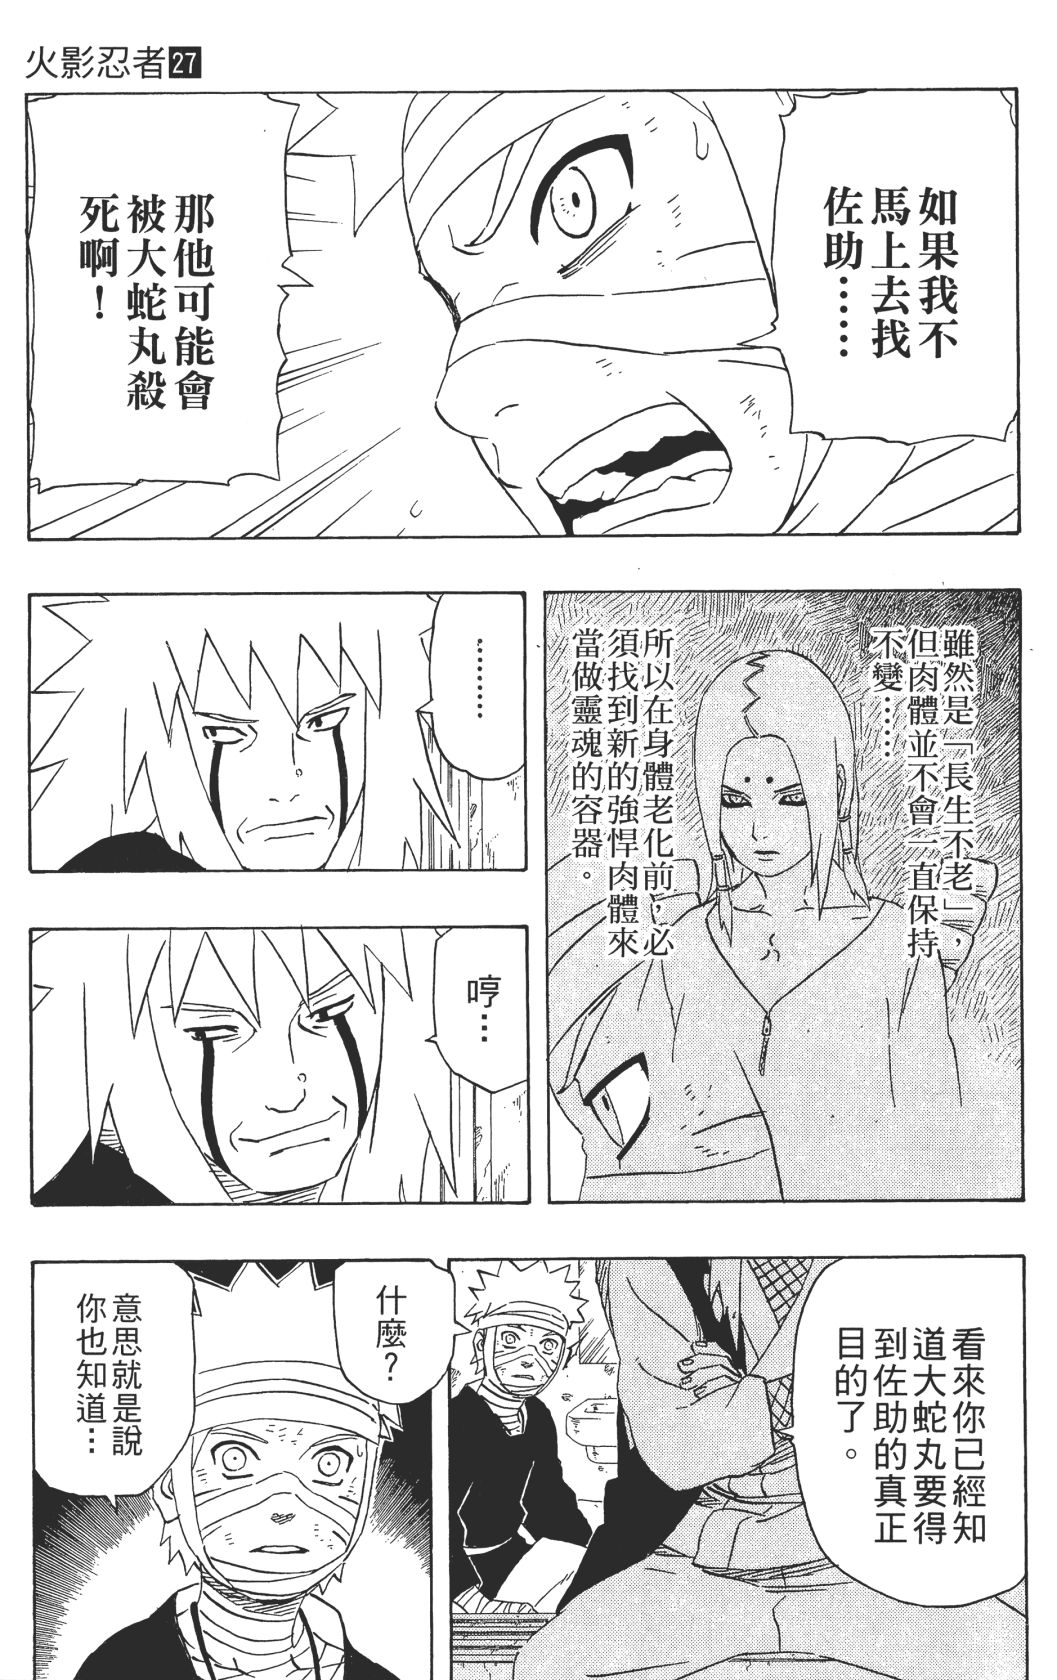 火影忍者27
如果我不
馬上去找
佐助……
那他可能會
被大蛇丸殺
死啊！
雖然是「長生不老」，
但肉體並不會一直保持
不變……
所以在身體老化前，必
須找到新的強悍肉體來
當做靈魂的容器。
………
哼…
看來你已經知
道大蛇丸要得
到佐助的真正
目的了。
什麼？
意思就是說
你也知道…